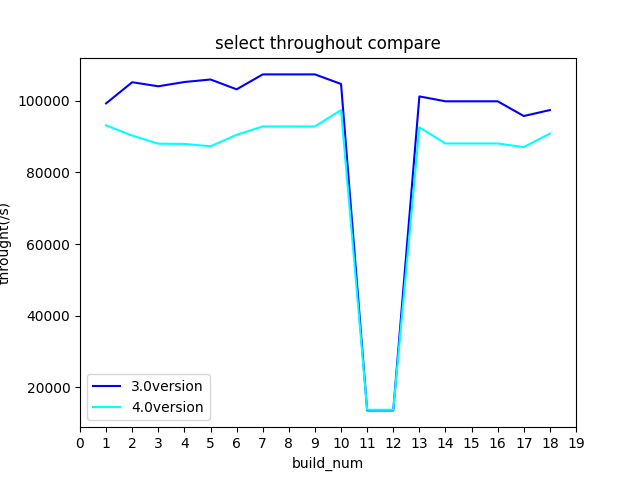 select throughout compare
100000
80000
60000
40000
20000
throught(/s)
3.0version
4.0version
0 1 2 3 4 5 6 7 8 9 10 11 12 13 14 15 16 17 18 19
build_num